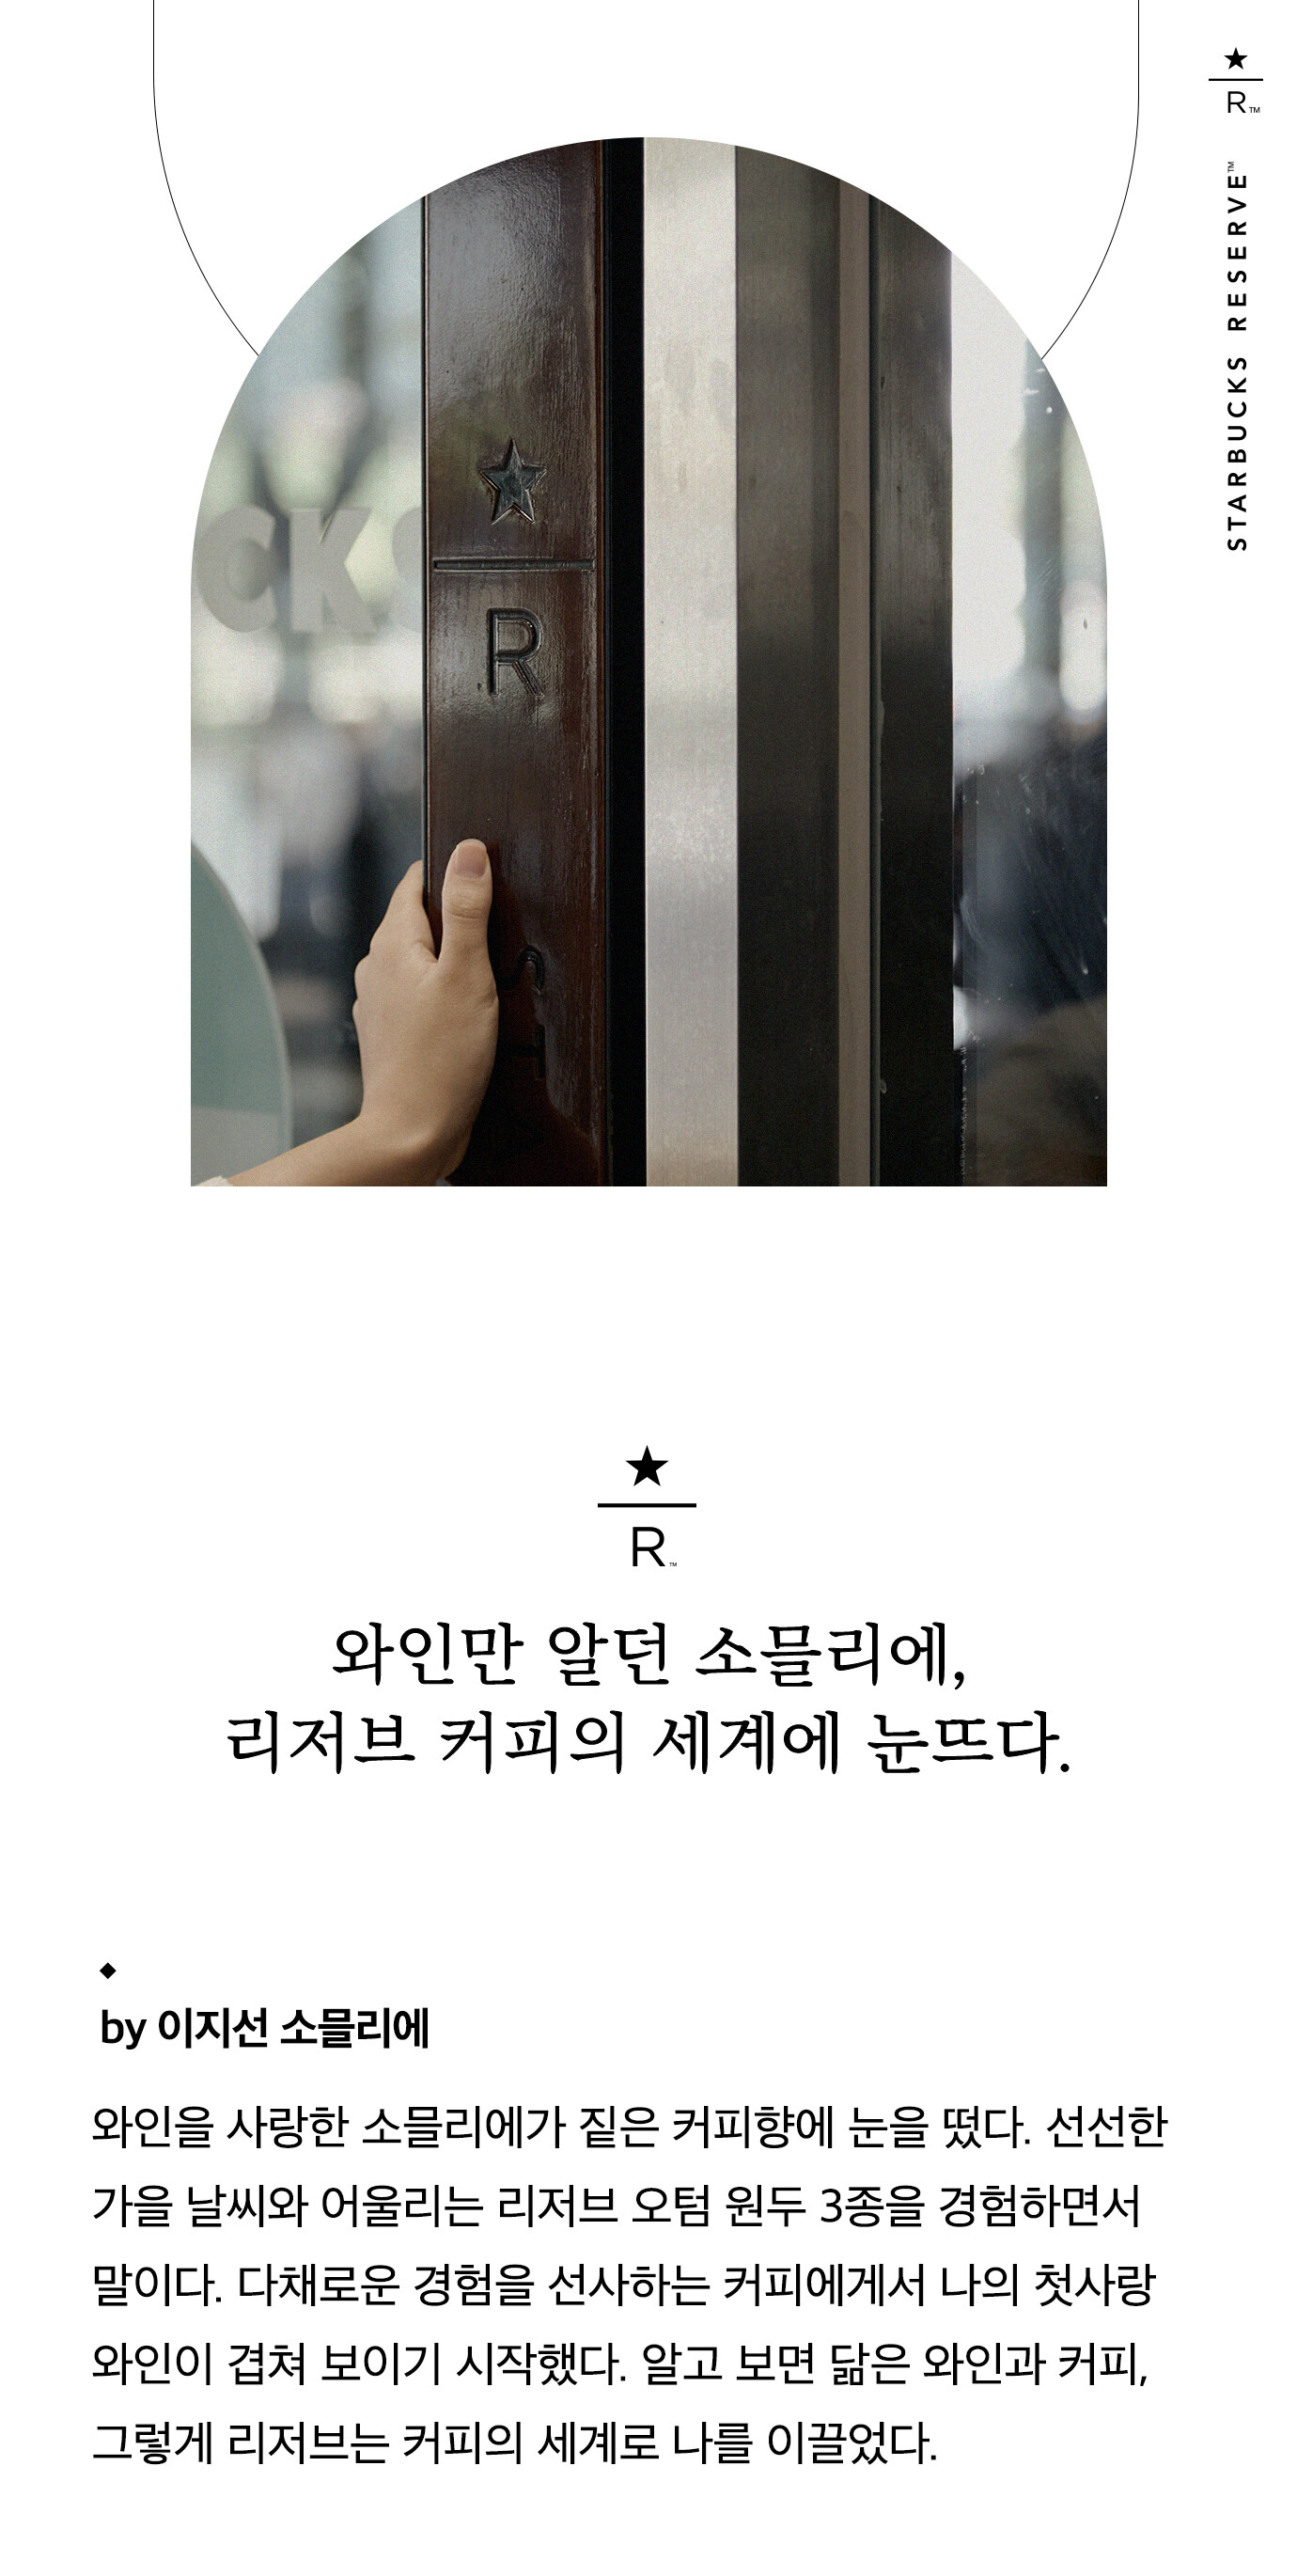 ★
R™
STARBUCKS RESERVE™
CKS
★
R
S
T
★
R™
와인만 알던 소믈리에,
리저브 커피의 세계에 눈뜨다.
◆
by 이지선 소믈리에
와인을 사랑한 소믈리에가 짙은 커피향에 눈을 떴다. 선선한
가을 날씨와 어울리는 리저브 오텀 원두 3종을 경험하면서
말이다. 다채로운 경험을 선사하는 커피에게서 나의 첫사랑
와인이 겹쳐 보이기 시작했다. 알고 보면 닮은 와인과 커피,
그렇게 리저브는 커피의 세계로 나를 이끌었다.